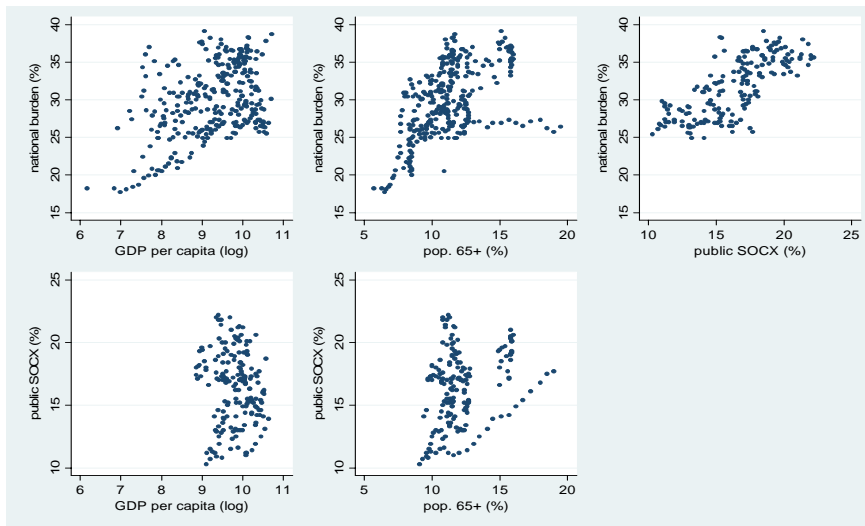 national burden (%)
40
35
30
25
20
15
6 7 8 9 10 11
GDP per capita (log)
national burden (%)
40
35
30
25
20
15
5 10 15 20
pop. 65+ (%)
national burden (%)
40
35
30
25
20
15
10 15 20 25
public SOCX (%)
public SOCX (%)
25
20
15
10
6 7 8 9 10 11
GDP per capita (log)
public SOCX (%)
25
20
15
10
5 10 15 20
pop. 65+ (%)